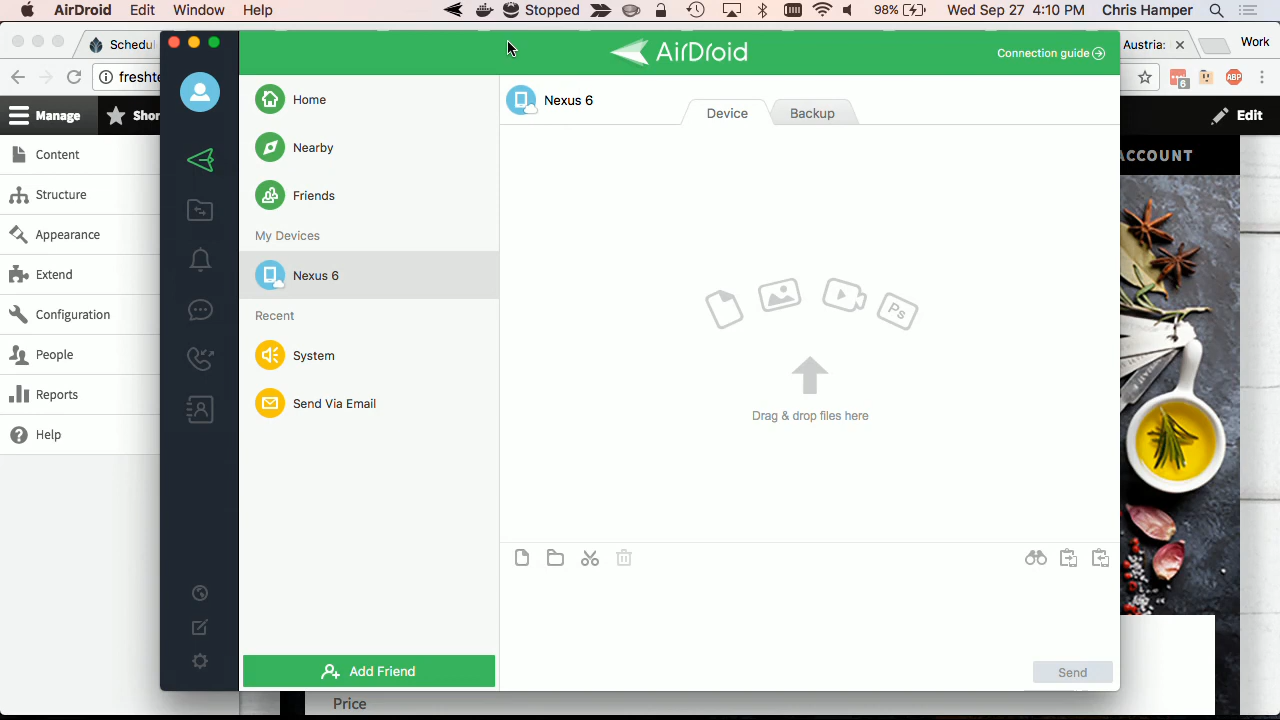 AirDroid Edit Window Help Stopped 98% Wed Sep 27 4:10 PM Chris Hamper
Schedul Austria: Work
freshte 6 ABP
Manage Shor Edit
Content
Structure
Appearance
Extend
Configuration
People
Reports
Help
AirDroid
Connection guide
Home
Nearby
Friends
My Devices
Nexus 6
Recent
System
Send Via Email
Add Friend
Nexus 6
Device Backup
Ps
Drag & drop files here
Send
ACCOUNT
Price